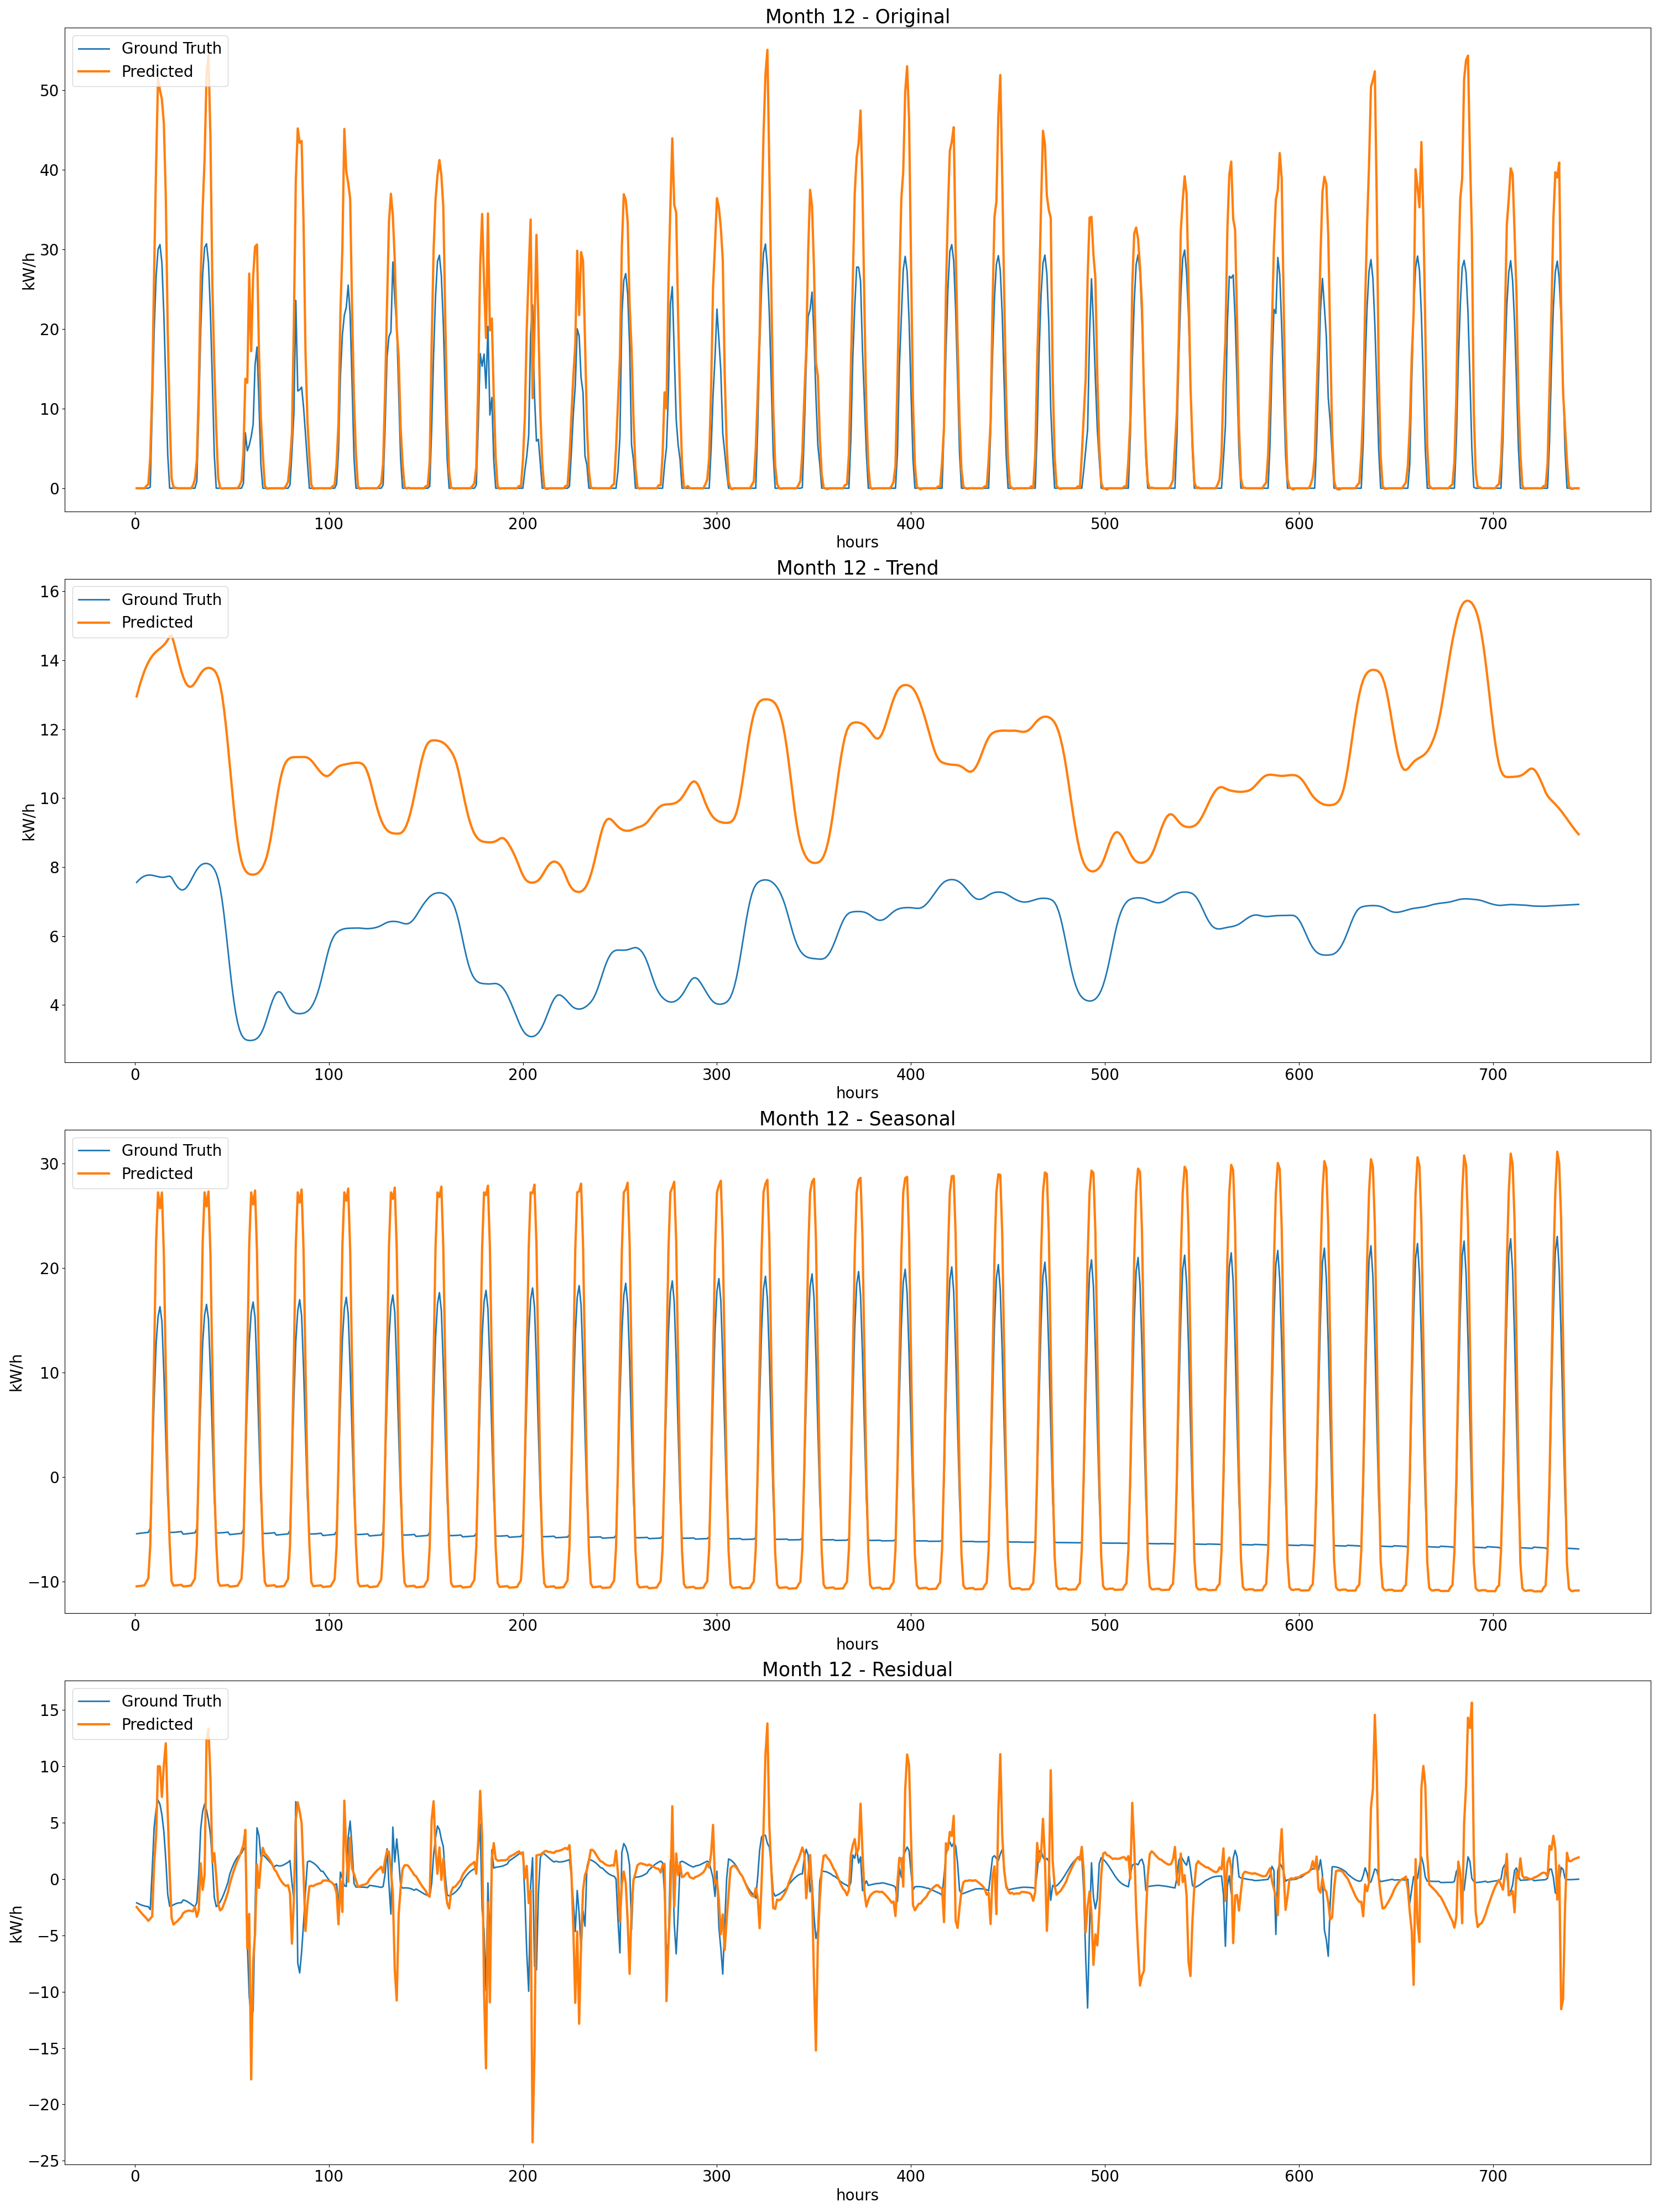 Month 12 - Original
Ground Truth
Predicted
kW/h
50
40
30
20
10
0
0 100 200 300 400 500 600 700
hours
Month 12 - Trend
Ground Truth
Predicted
kW/h
16
14
12
10
8
6
4
0 100 200 300 400 500 600 700
hours
Month 12 - Seasonal
Ground Truth
Predicted
kW/h
30
20
10
0
−10
0 100 200 300 400 500 600 700
hours
Month 12 - Residual
Ground Truth
Predicted
kW/h
15
10
5
0
−5
−10
−15
−20
−25
0 100 200 300 400 500 600 700
hours